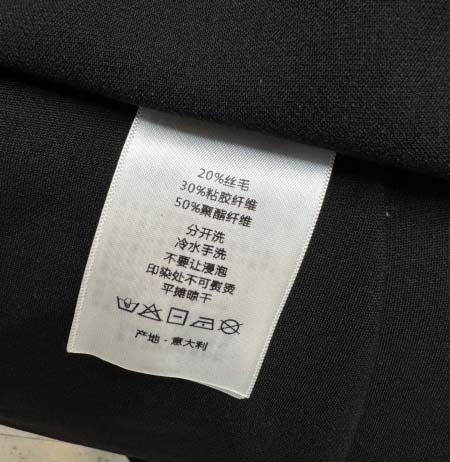 20%丝毛
30%粘胶纤维
50%聚酯纤维
分开洗
冷水手洗
不要让浸泡
印染处不可熨烫
平摊晾干
产地 - 意大利